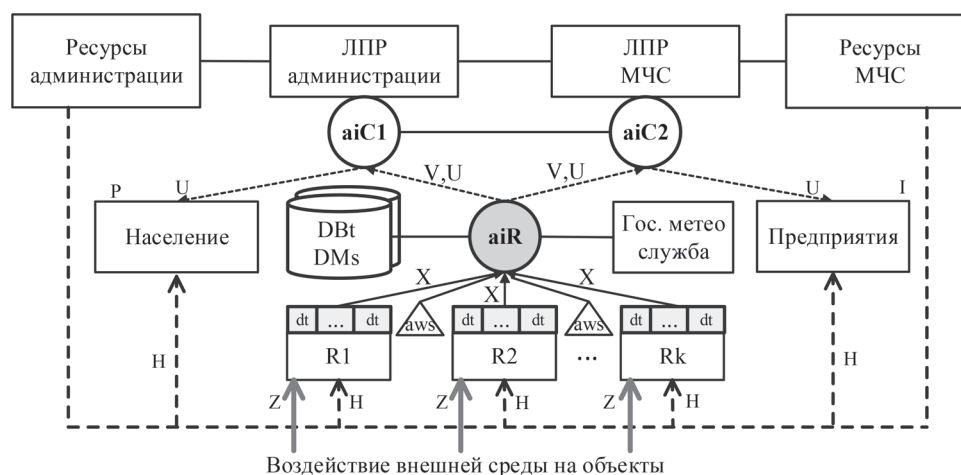 Ресурсы
администрации
ЛПР
администрации
ЛПР
МЧС
Ресурсы
МЧС
aiC1
aiC2
V,U
V,U
P
U
U
I
Население
DBt
DMs
aiR
Гос. метео
служба
Предприятия
X
X
X
dt
...
dt
aws
dt
...
dt
aws
dt
...
dt
R1
R2
...
Rk
H
H
Z
H
Z
H
Z
H
Воздействие внешней среды на объекты